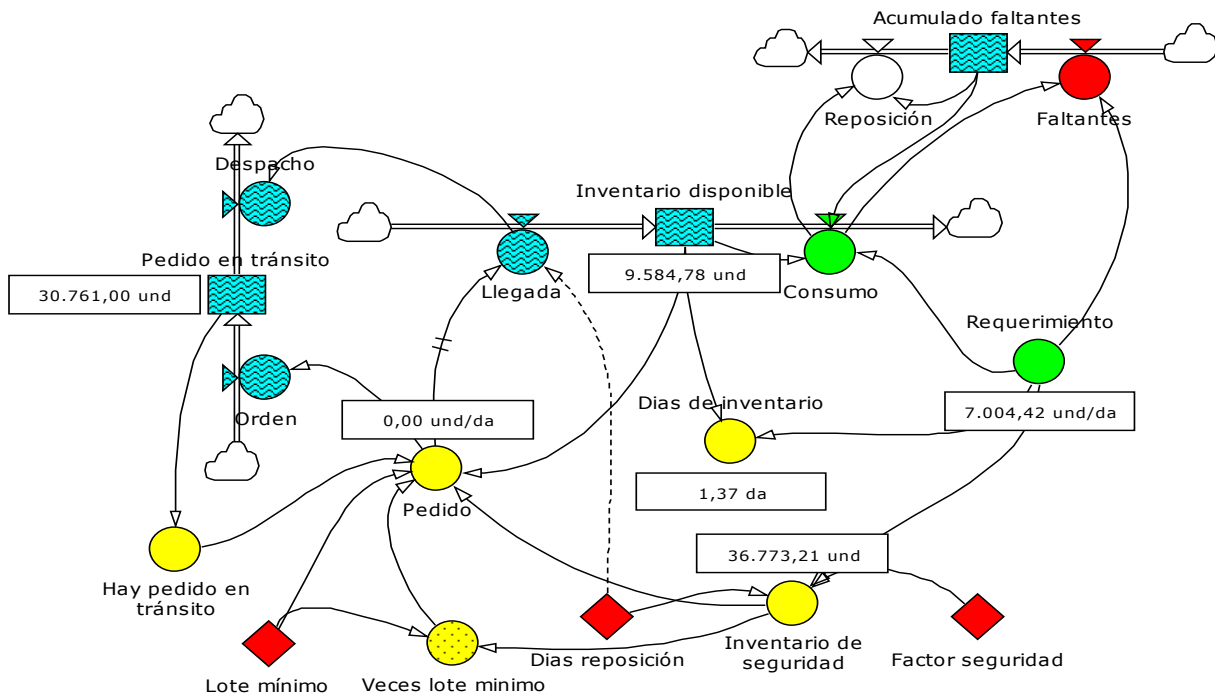 Acumulado faltantes
Reposición
Faltantes
Despacho
Inventario disponible
Pedido en tránsito
30.761,00 und
Llegada
9.584,78 und
Consumo
Requerimiento
Orden
0,00 und/da
Dias de inventario
7.004,42 und/da
1,37 da
Pedido
36.773,21 und
Hay pedido en
tránsito
Lote mínimo
Veces lote minimo
Dias reposición
Inventario de
seguridad
Factor seguridad